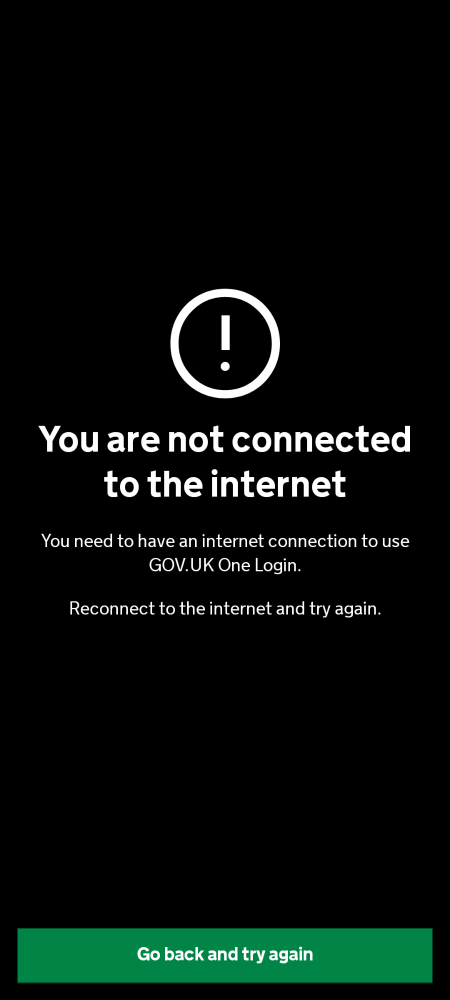 You are not connected
to the internet
You need to have an internet connection to use
GOV.UK One Login.
Reconnect to the internet and try again.
Go back and try again